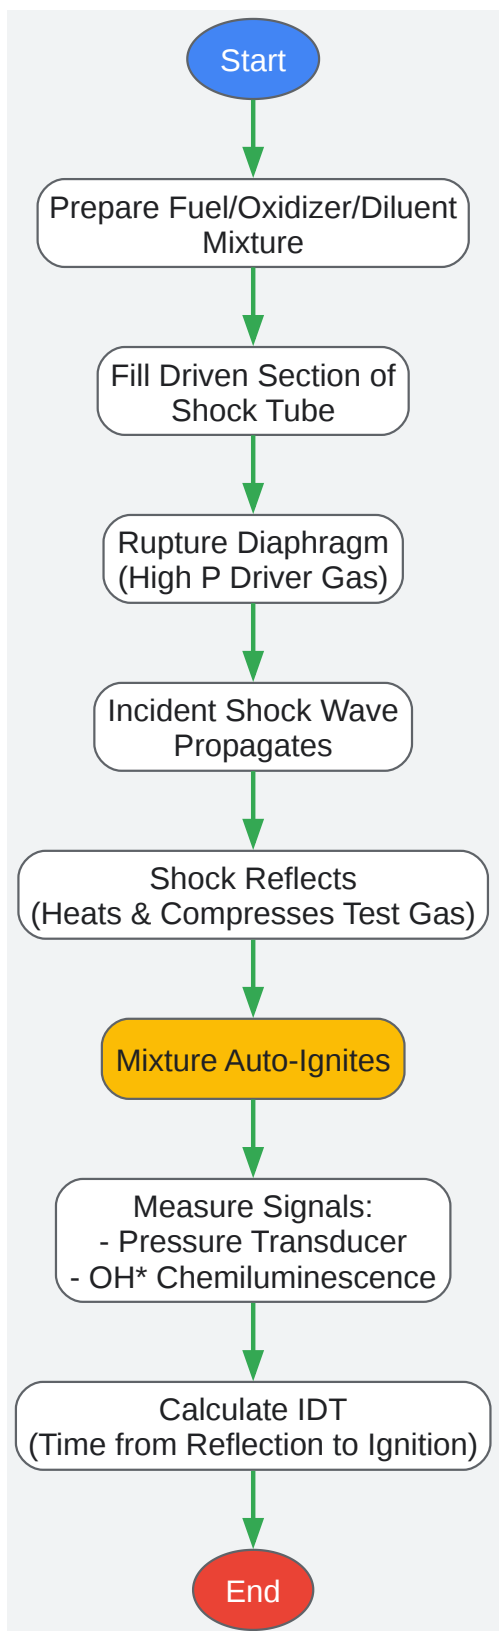 Start
Prepare Fuel/Oxidizer/Diluent
Mixture
Fill Driven Section of
Shock Tube
Rupture Diaphragm
(High P Driver Gas)
Incident Shock Wave
Propagates
Shock Reflects
(Heats & Compresses Test Gas)
Mixture Auto-Ignites
Measure Signals:
- Pressure Transducer
- OH* Chemiluminescence
Calculate IDT
(Time from Reflection to Ignition)
End